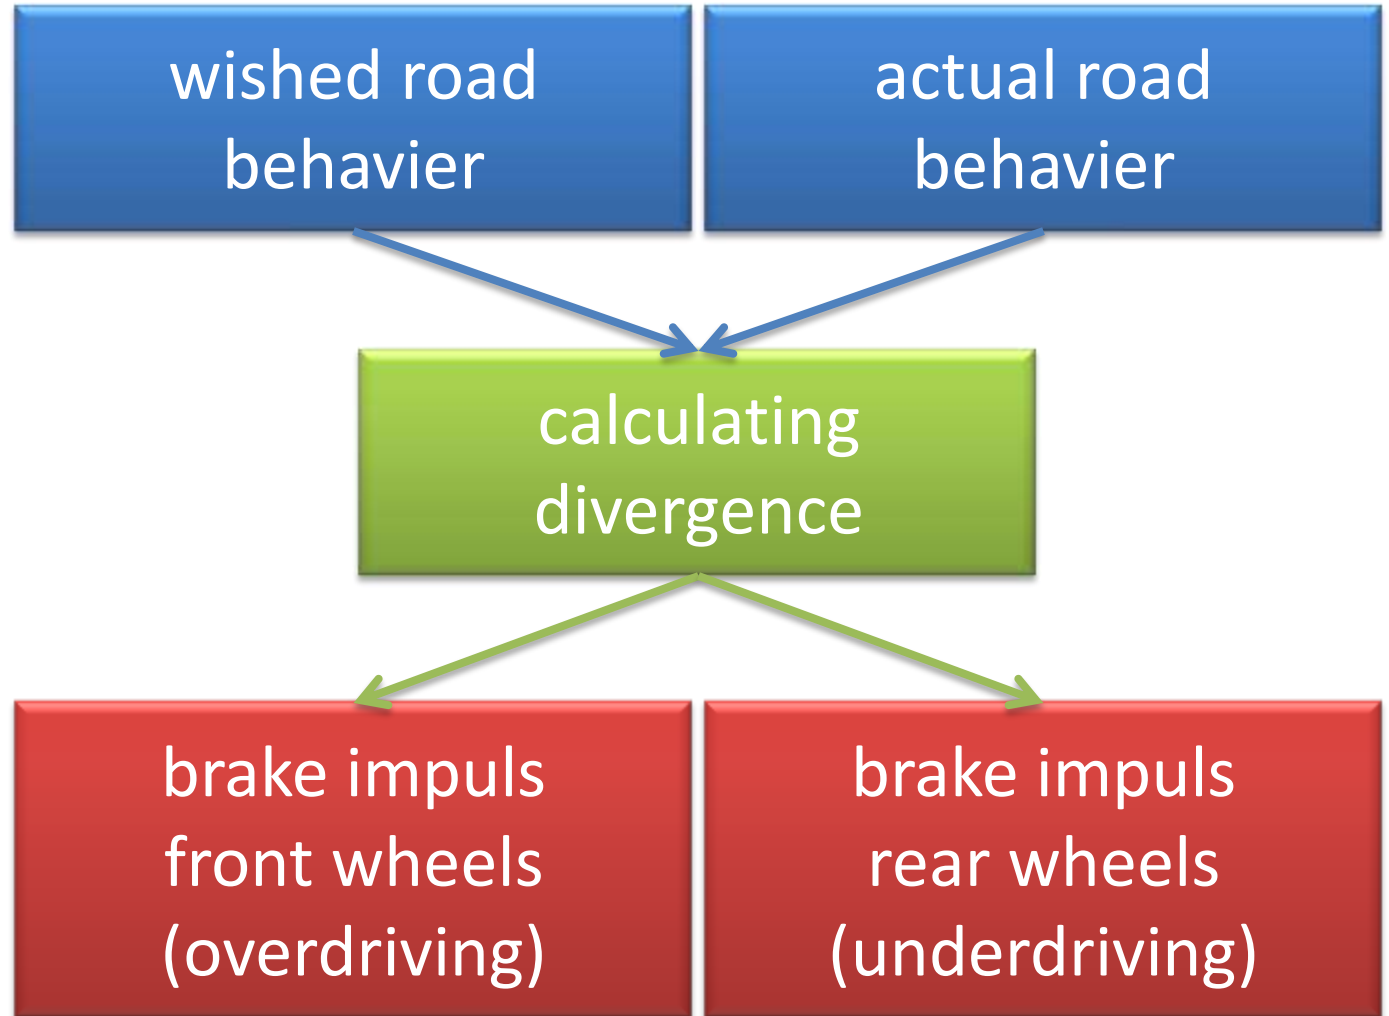 wished road
behavier
actual road
behavier
calculating
divergence
brake impuls
front wheels
(overdriving)
brake impuls
rear wheels
(underdriving)